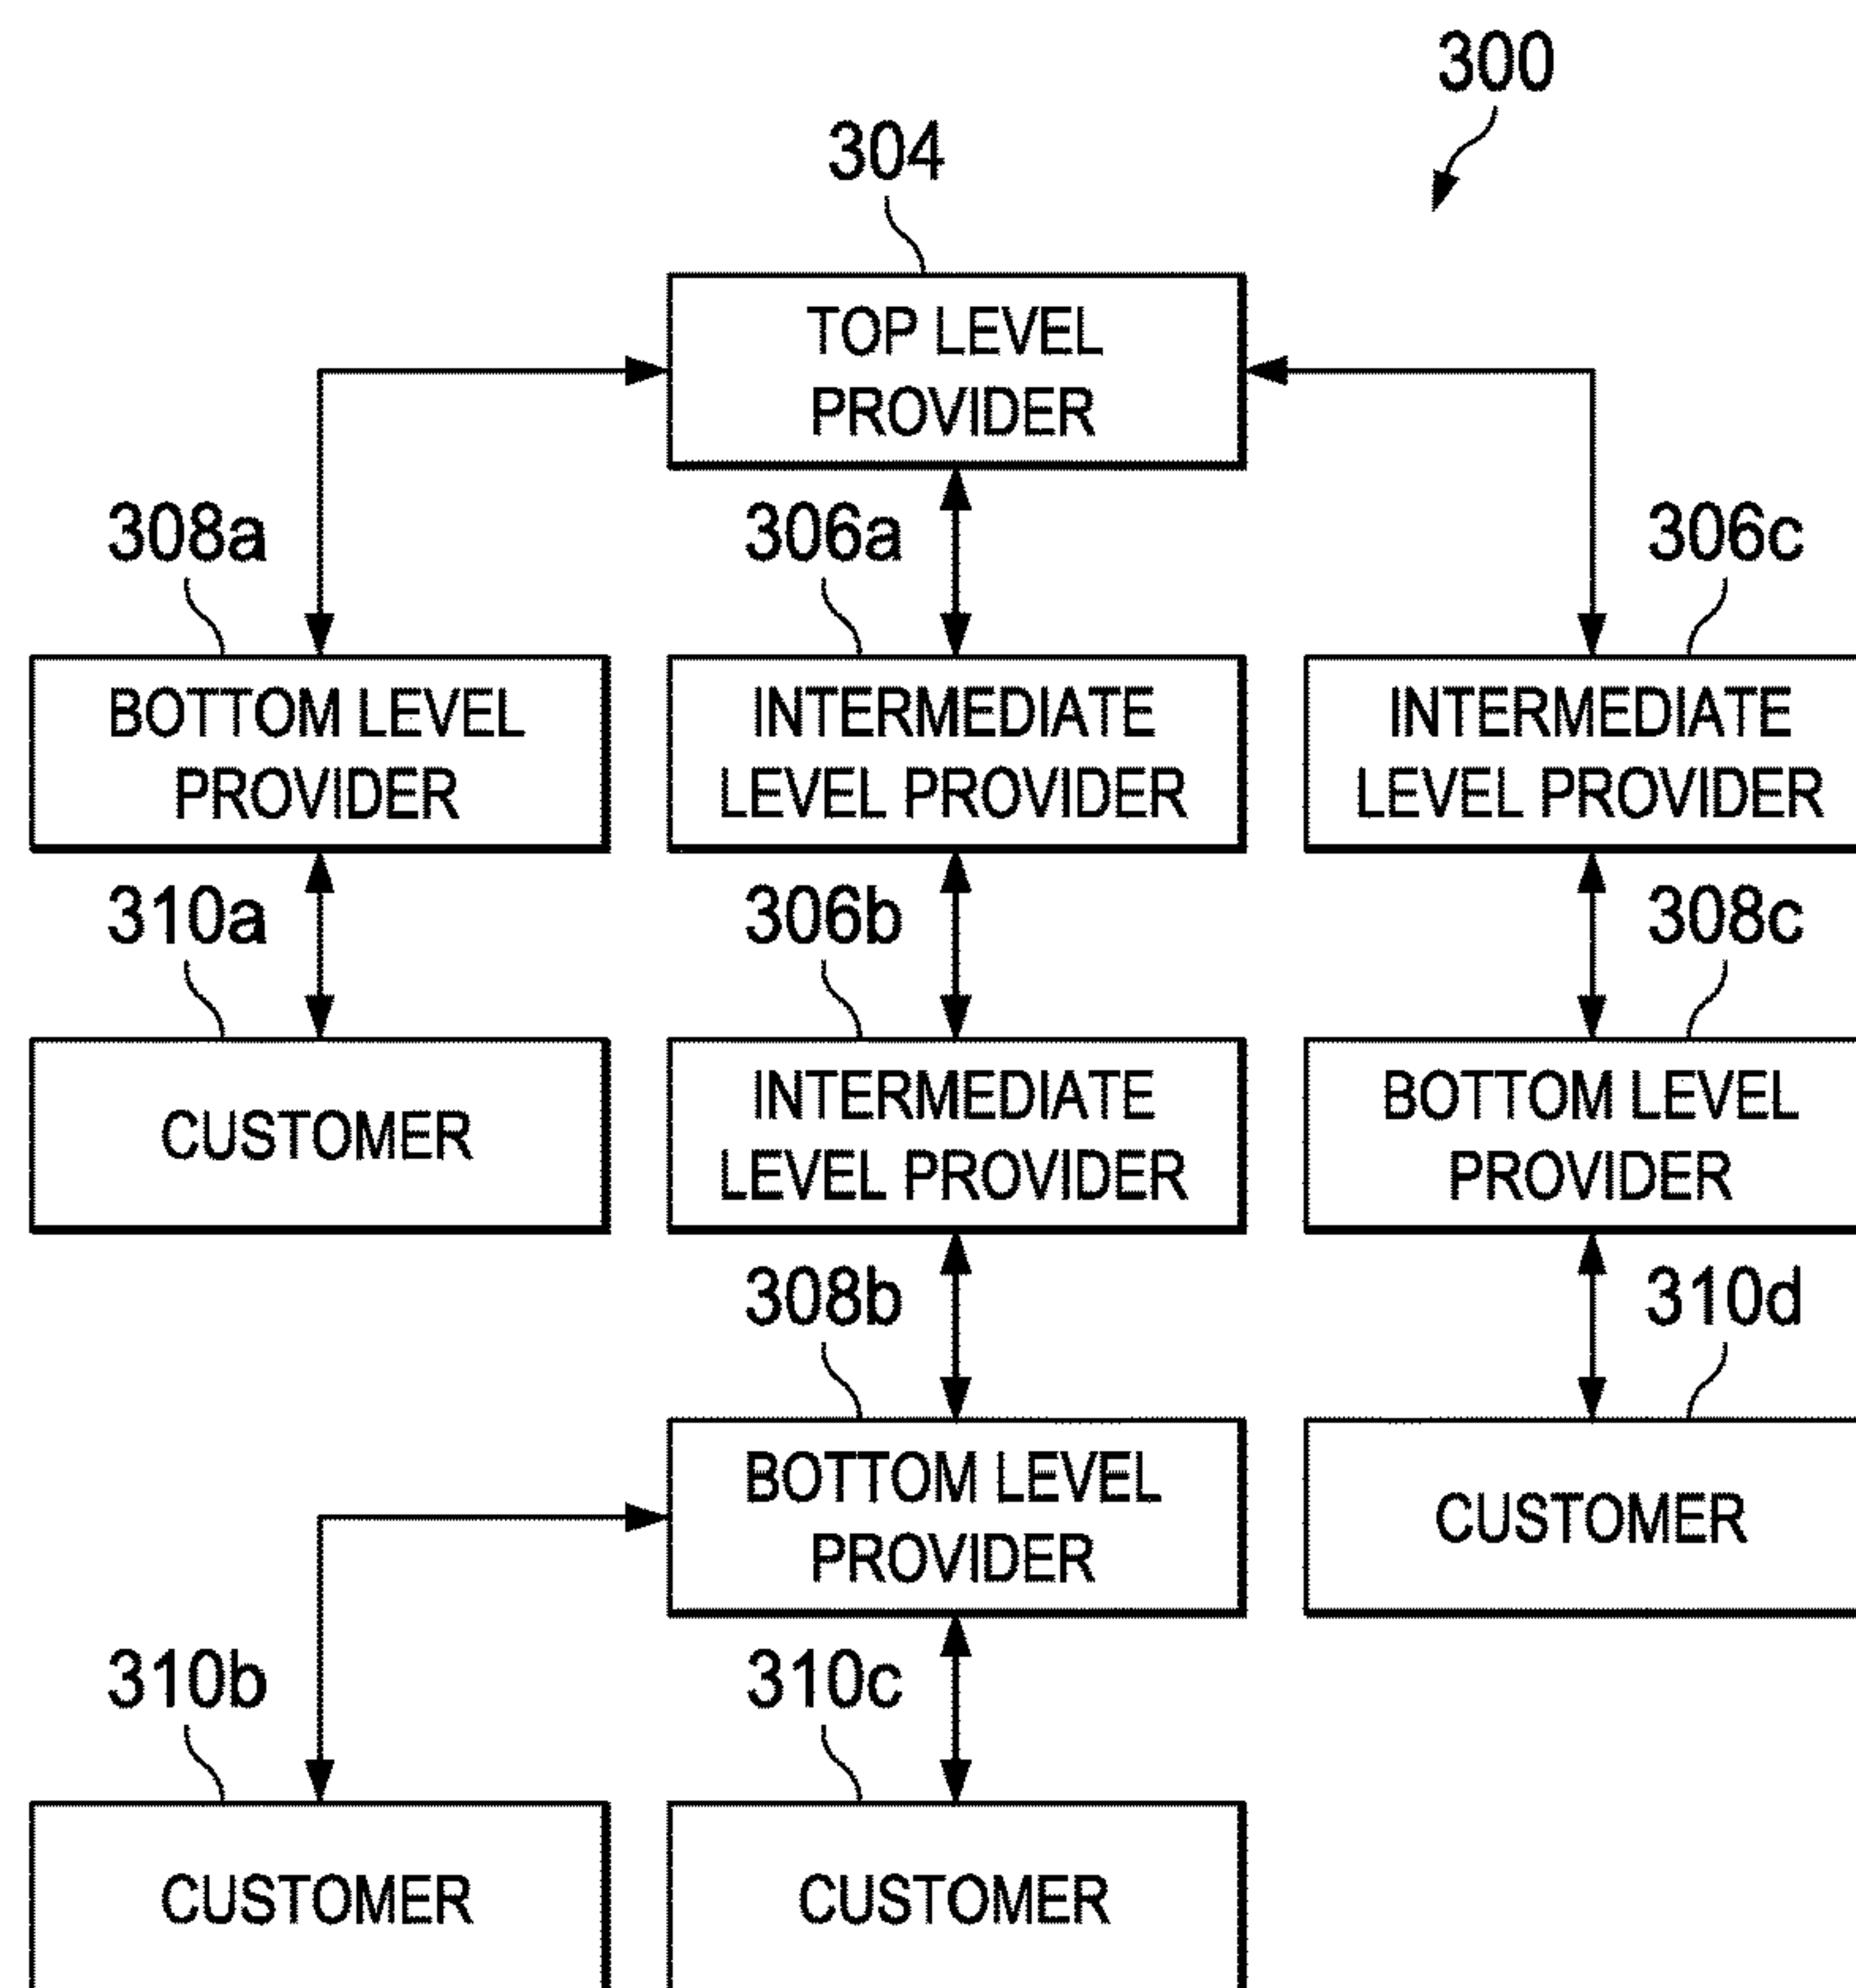 300
304
TOP LEVEL
PROVIDER
308a
306a
306c
BOTTOM LEVEL
PROVIDER
INTERMEDIATE
LEVEL PROVIDER
INTERMEDIATE
LEVEL PROVIDER
310a
306b
308c
CUSTOMER
INTERMEDIATE
LEVEL PROVIDER
BOTTOM LEVEL
PROVIDER
308b
310d
BOTTOM LEVEL
PROVIDER
CUSTOMER
310b
310c
CUSTOMER
CUSTOMER